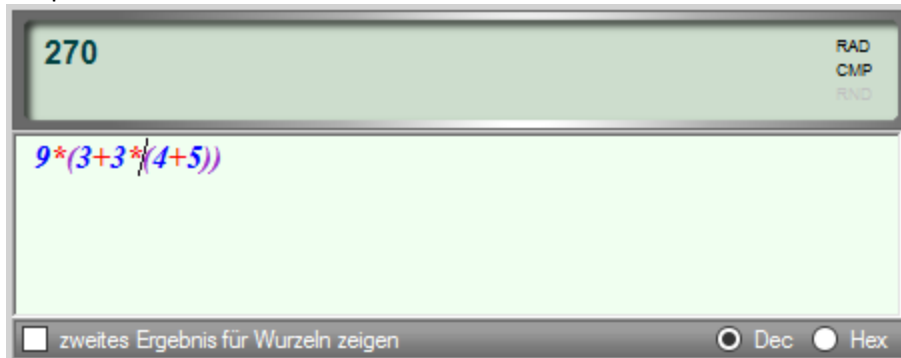 270
RAD
CMP
RND
9*(3+3*(4+5))
zweites Ergebnis für Wurzeln zeigen
Dec Hex